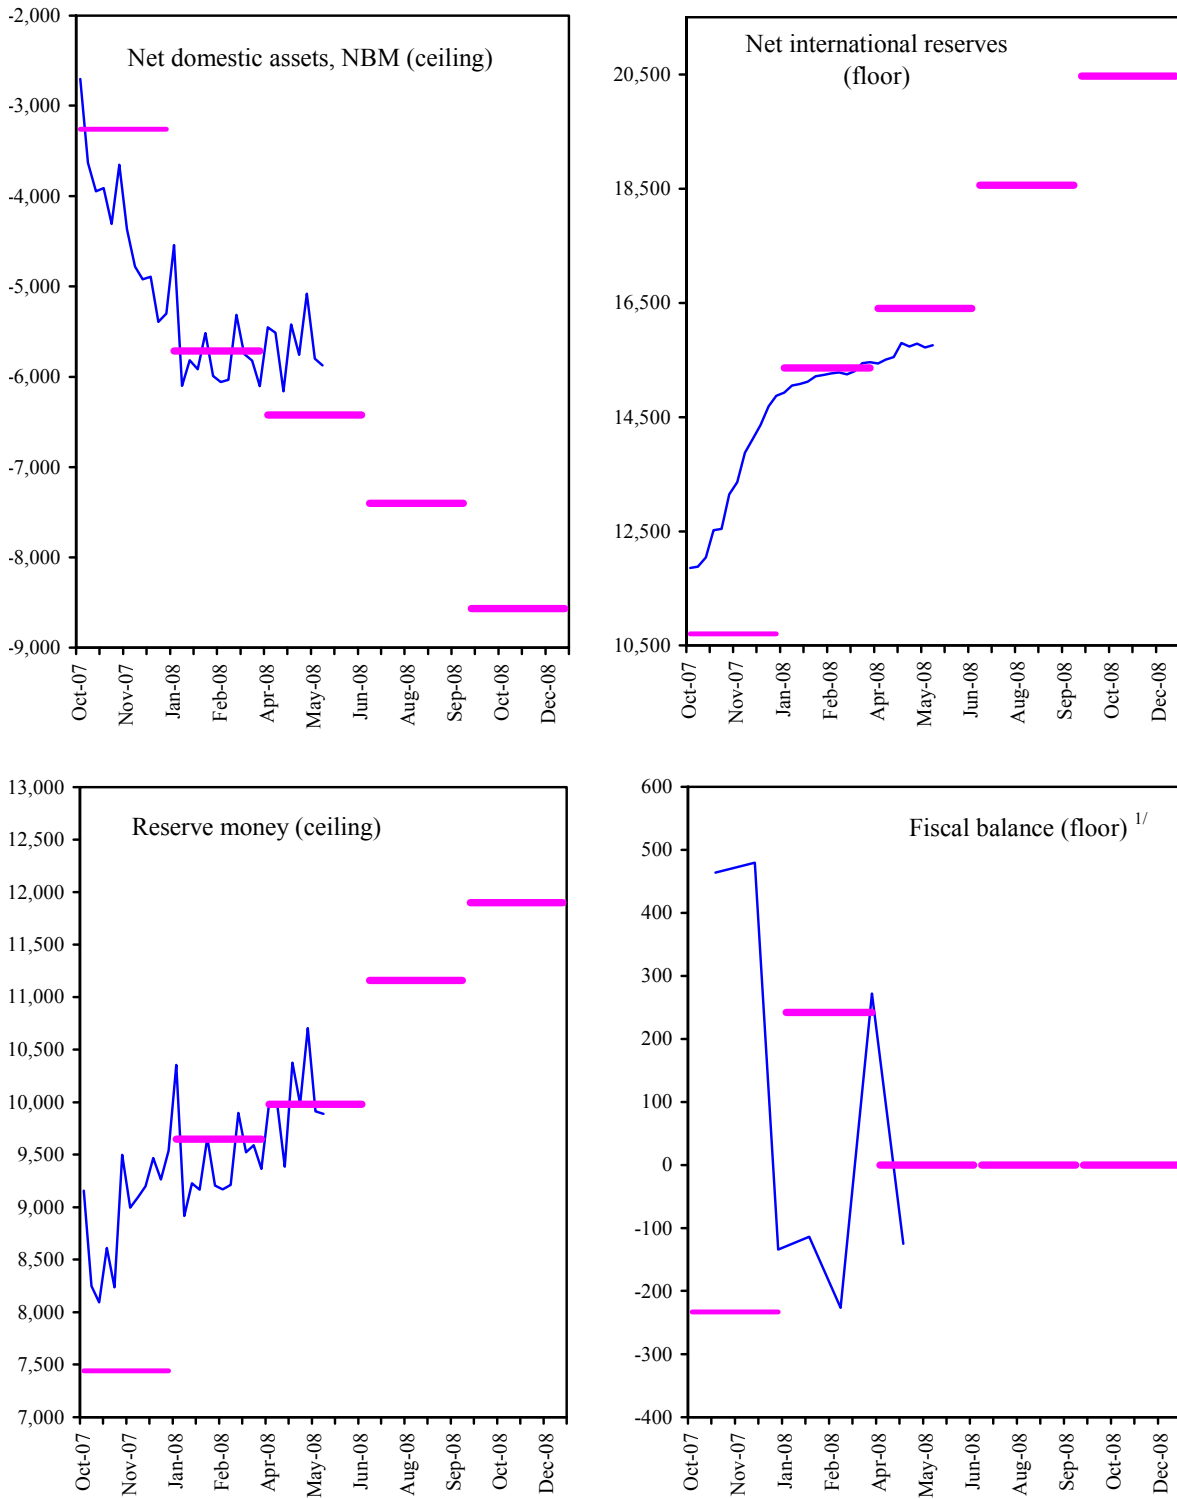 Net domestic assets, NBM (ceiling)
-2,000
-3,000
-4,000
-5,000
-6,000
-7,000
-8,000
-9,000
Oct-07
Nov-07
Jan-08
Feb-08
Apr-08
May-08
Jun-08
Aug-08
Sep-08
Oct-08
Dec-08
Net international reserves
(floor)
20,500
18,500
16,500
14,500
12,500
10,500
Oct-07
Nov-07
Jan-08
Feb-08
Apr-08
May-08
Jun-08
Aug-08
Sep-08
Oct-08
Dec-08
Reserve money (ceiling)
13,000
12,500
12,000
11,500
11,000
10,500
10,000
9,500
9,000
8,500
8,000
7,500
7,000
Oct-07
Nov-07
Jan-08
Feb-08
Apr-08
May-08
Jun-08
Aug-08
Sep-08
Oct-08
Dec-08
Fiscal balance (floor) 1/
600
500
400
300
200
100
0
-100
-200
-300
-400
Oct-07
Nov-07
Jan-08
Feb-08
Apr-08
May-08
Jun-08
Aug-08
Sep-08
Oct-08
Dec-08